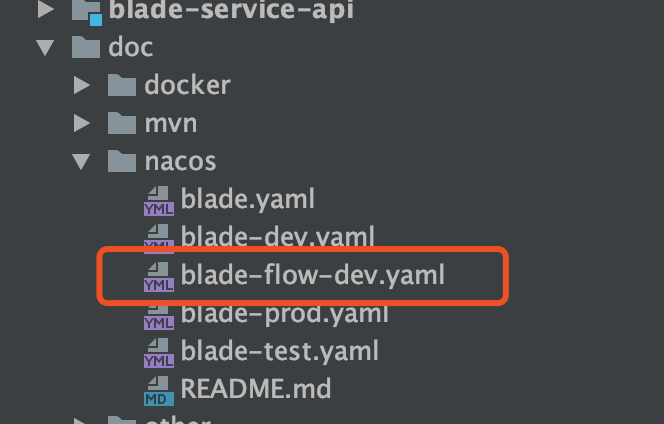 blade-service-api
doc
docker
mvn
nacos
YML blade.yaml
YML blade-dev.yaml
YML blade-flow-dev.yaml
YML blade-prod.yaml
YML blade-test.yaml
MD README.md
other